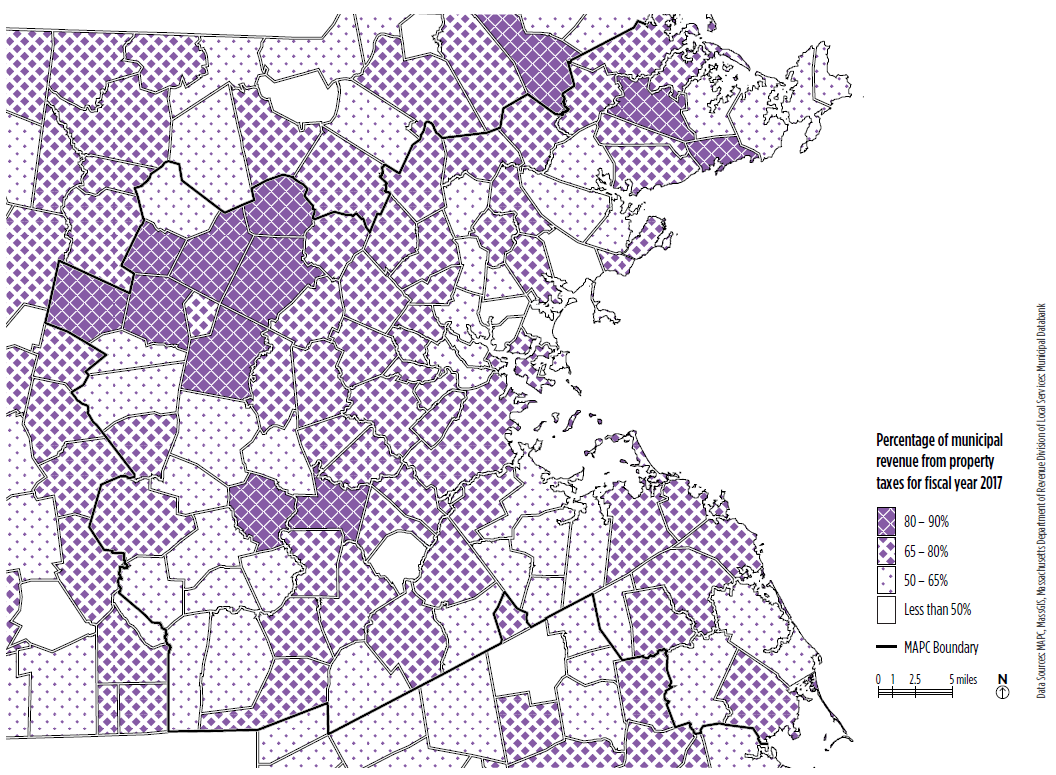 Percentage of municipal
revenue from property
taxes for fiscal year 2017
80 – 90%
65 – 80%
50 – 65%
Less than 50%
MAPC Boundary
0 1 2.5 5 miles
N
Data Sources: MAPC, MassGIS, Massachusetts Department of Revenue Division of Local Services: Municipal Databank